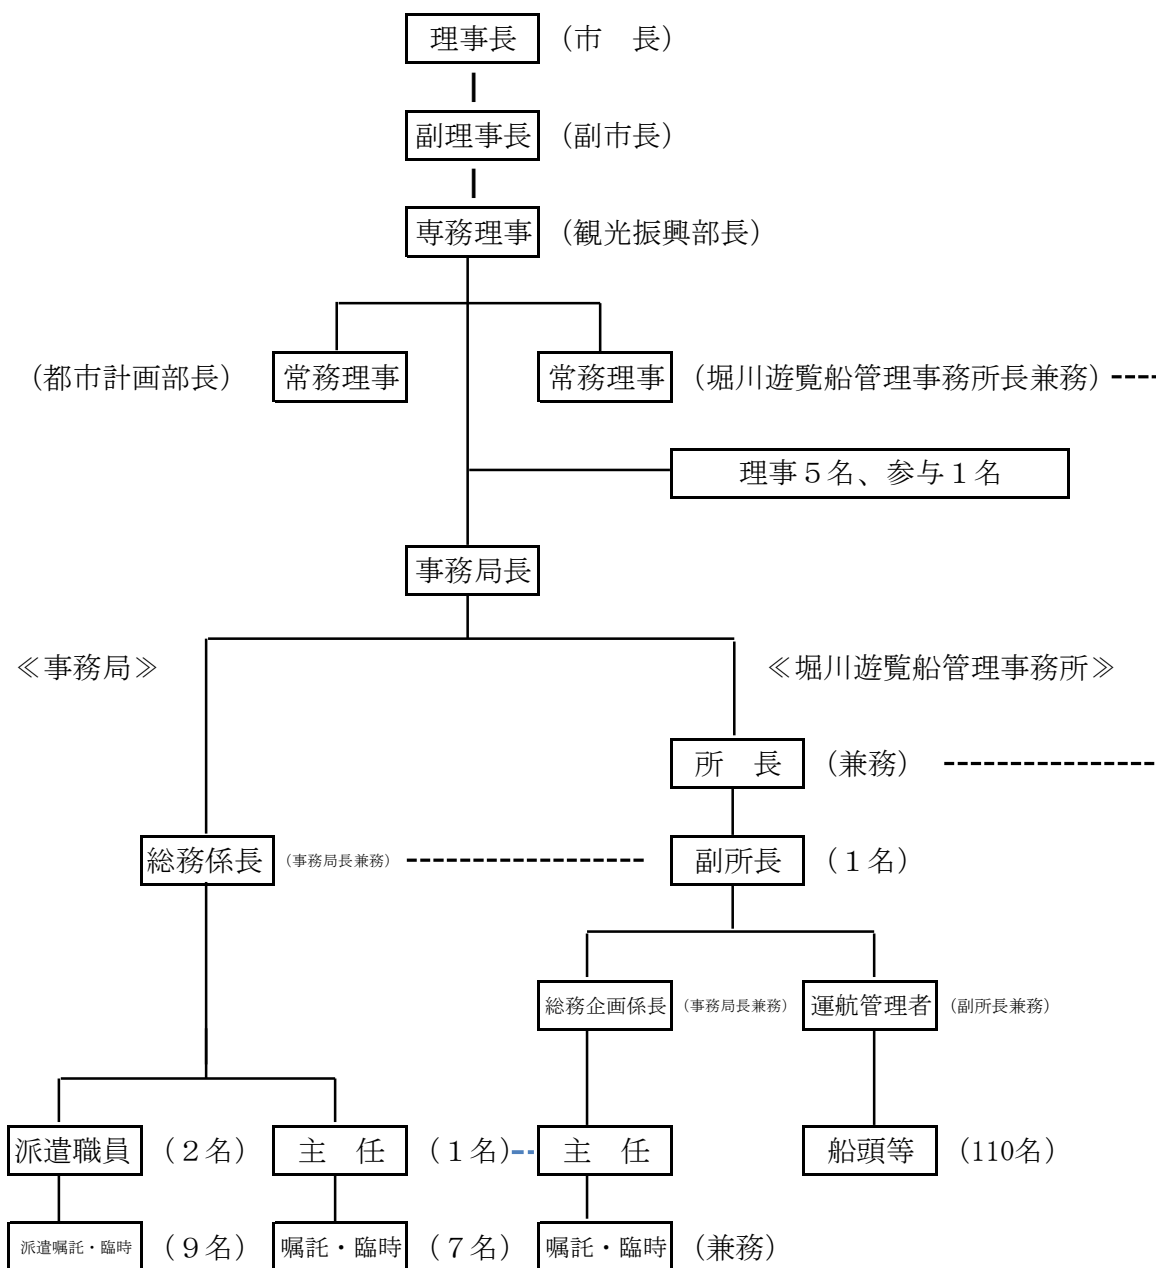 理事長 (市　長)
副理事長 (副市長)
専務理事 (観光振興部長)
(都市計画部長) 常務理事 常務理事 (堀川遊覧船管理事務所長兼務)
理事５名、参与１名
事務局長
≪事務局≫ ≪堀川遊覧船管理事務所≫
所　長 (兼務)
総務係長 (事務局長兼務) 副所長 (１名)
総務企画係長 (事務局長兼務) 運航管理者 (副所長兼務)
派遣職員 (２名) 主　任 (１名) 主　任 船頭等 (110名)
派遣嘱託・臨時 (９名) 嘱託・臨時 (７名) 嘱託・臨時 (兼務)